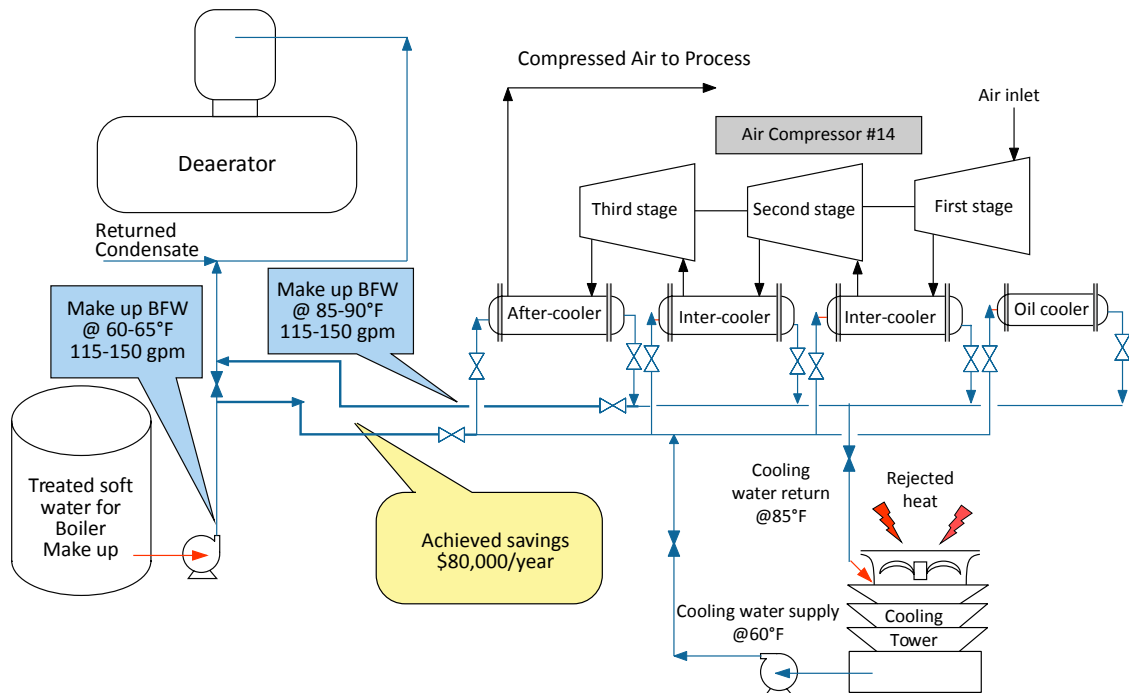 Compressed Air to Process
Air inlet
Air Compressor #14
Deaerator
Third stage
Second stage
First stage
Returned
Condensate
Make up BFW
@ 60-65°F
115-150 gpm
Make up BFW
@ 85-90°F
115-150 gpm
After-cooler
Inter-cooler
Inter-cooler
Oil cooler
Treated soft
water for
Boiler
Make up
Achieved savings
$80,000/year
Cooling
water return
@85°F
Rejected
heat
Cooling water supply
@60°F
Cooling
Tower